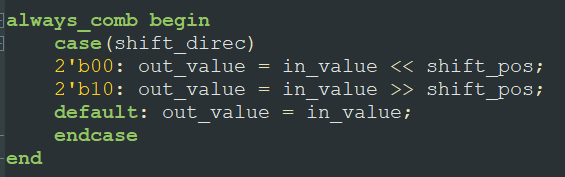 always_comb begin
case(shift_direc)
2'b00: out_value = in_value << shift_pos;
2'b10: out_value = in_value >> shift_pos;
default: out_value = in_value;
endcase
end